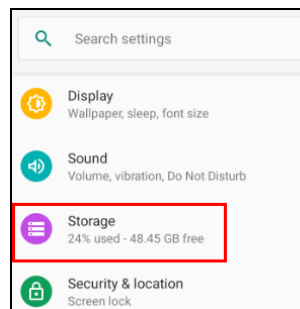 Search settings
Display
Wallpaper, sleep, font size
Sound
Volume, vibration, Do Not Disturb
Storage
24% used - 48.45 GB free
Security & location
Screen lock